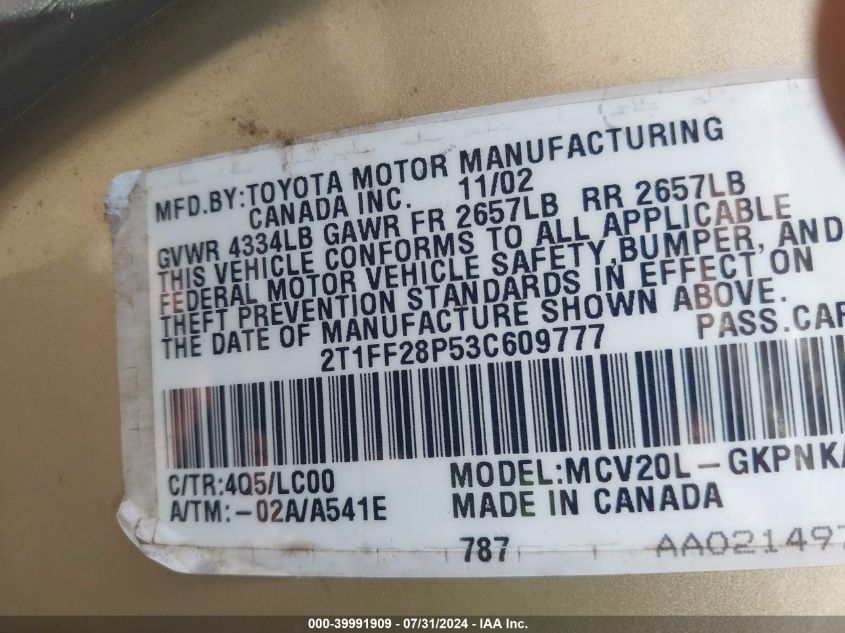 MFD.BY:TOYOTA MOTOR MANUFACTURING
CANADA INC. 11/02
GVWR 4334LB GAWR FR 2657LB RR 2657LB
THIS VEHICLE CONFORMS TO ALL APPLICABLE
FEDERAL MOTOR VEHICLE SAFETY,BUMPER, AND
THEFT PREVENTION STANDARDS IN EFFECT ON
THE DATE OF MANUFACTURE SHOWN ABOVE.
2T1FF28P53C609777 PASS.CAR
C/TR:4Q5/LC00 MODEL:MCV20L-GKPNKA
A/TM:-02A/A541E MADE IN CANADA
787 AA02149
000-39991909 / 07/31/2024 - IAA Inc.